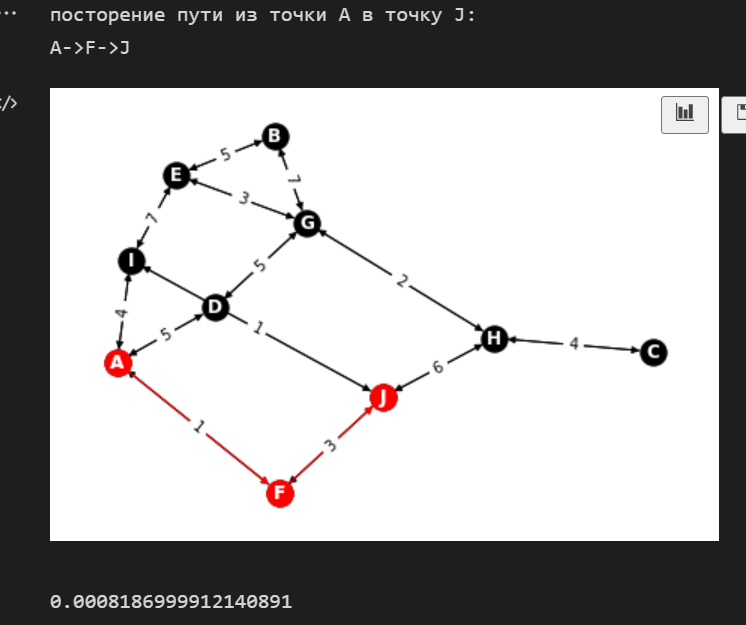 ...
посторение пути из точки A в точку J:
A->F->J
/>
B
5
E
7
3
G
7
I
5
2
4
D
5
1
H
4
C
A
6
J
1
3
F
0.0008186999912140891